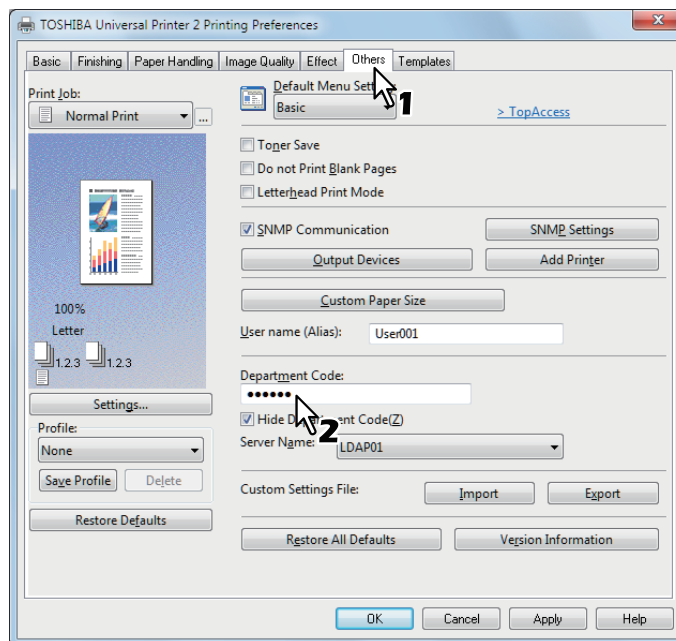 TOSHIBA Universal Printer 2 Printing Preferences
Basic Finishing Paper Handling Image Quality Effect Others Templates
Print Job:
Normal Print ...
100%
Letter
1.2.3 1.2.3
Settings...
Profile:
None
Save Profile Delete
Restore Defaults
Default Menu Sett
1
Basic
> TopAccess
Toner Save
Do not Print Blank Pages
Letterhead Print Mode
SNMP Communication SNMP Settings
Output Devices Add Printer
Custom Paper Size
User name (Alias): User001
Department Code:
••••••
2
Hide Department Code(Z)
Server Name: LDAP01
Custom Settings File: Import Export
Restore All Defaults Version Information
OK Cancel Apply Help